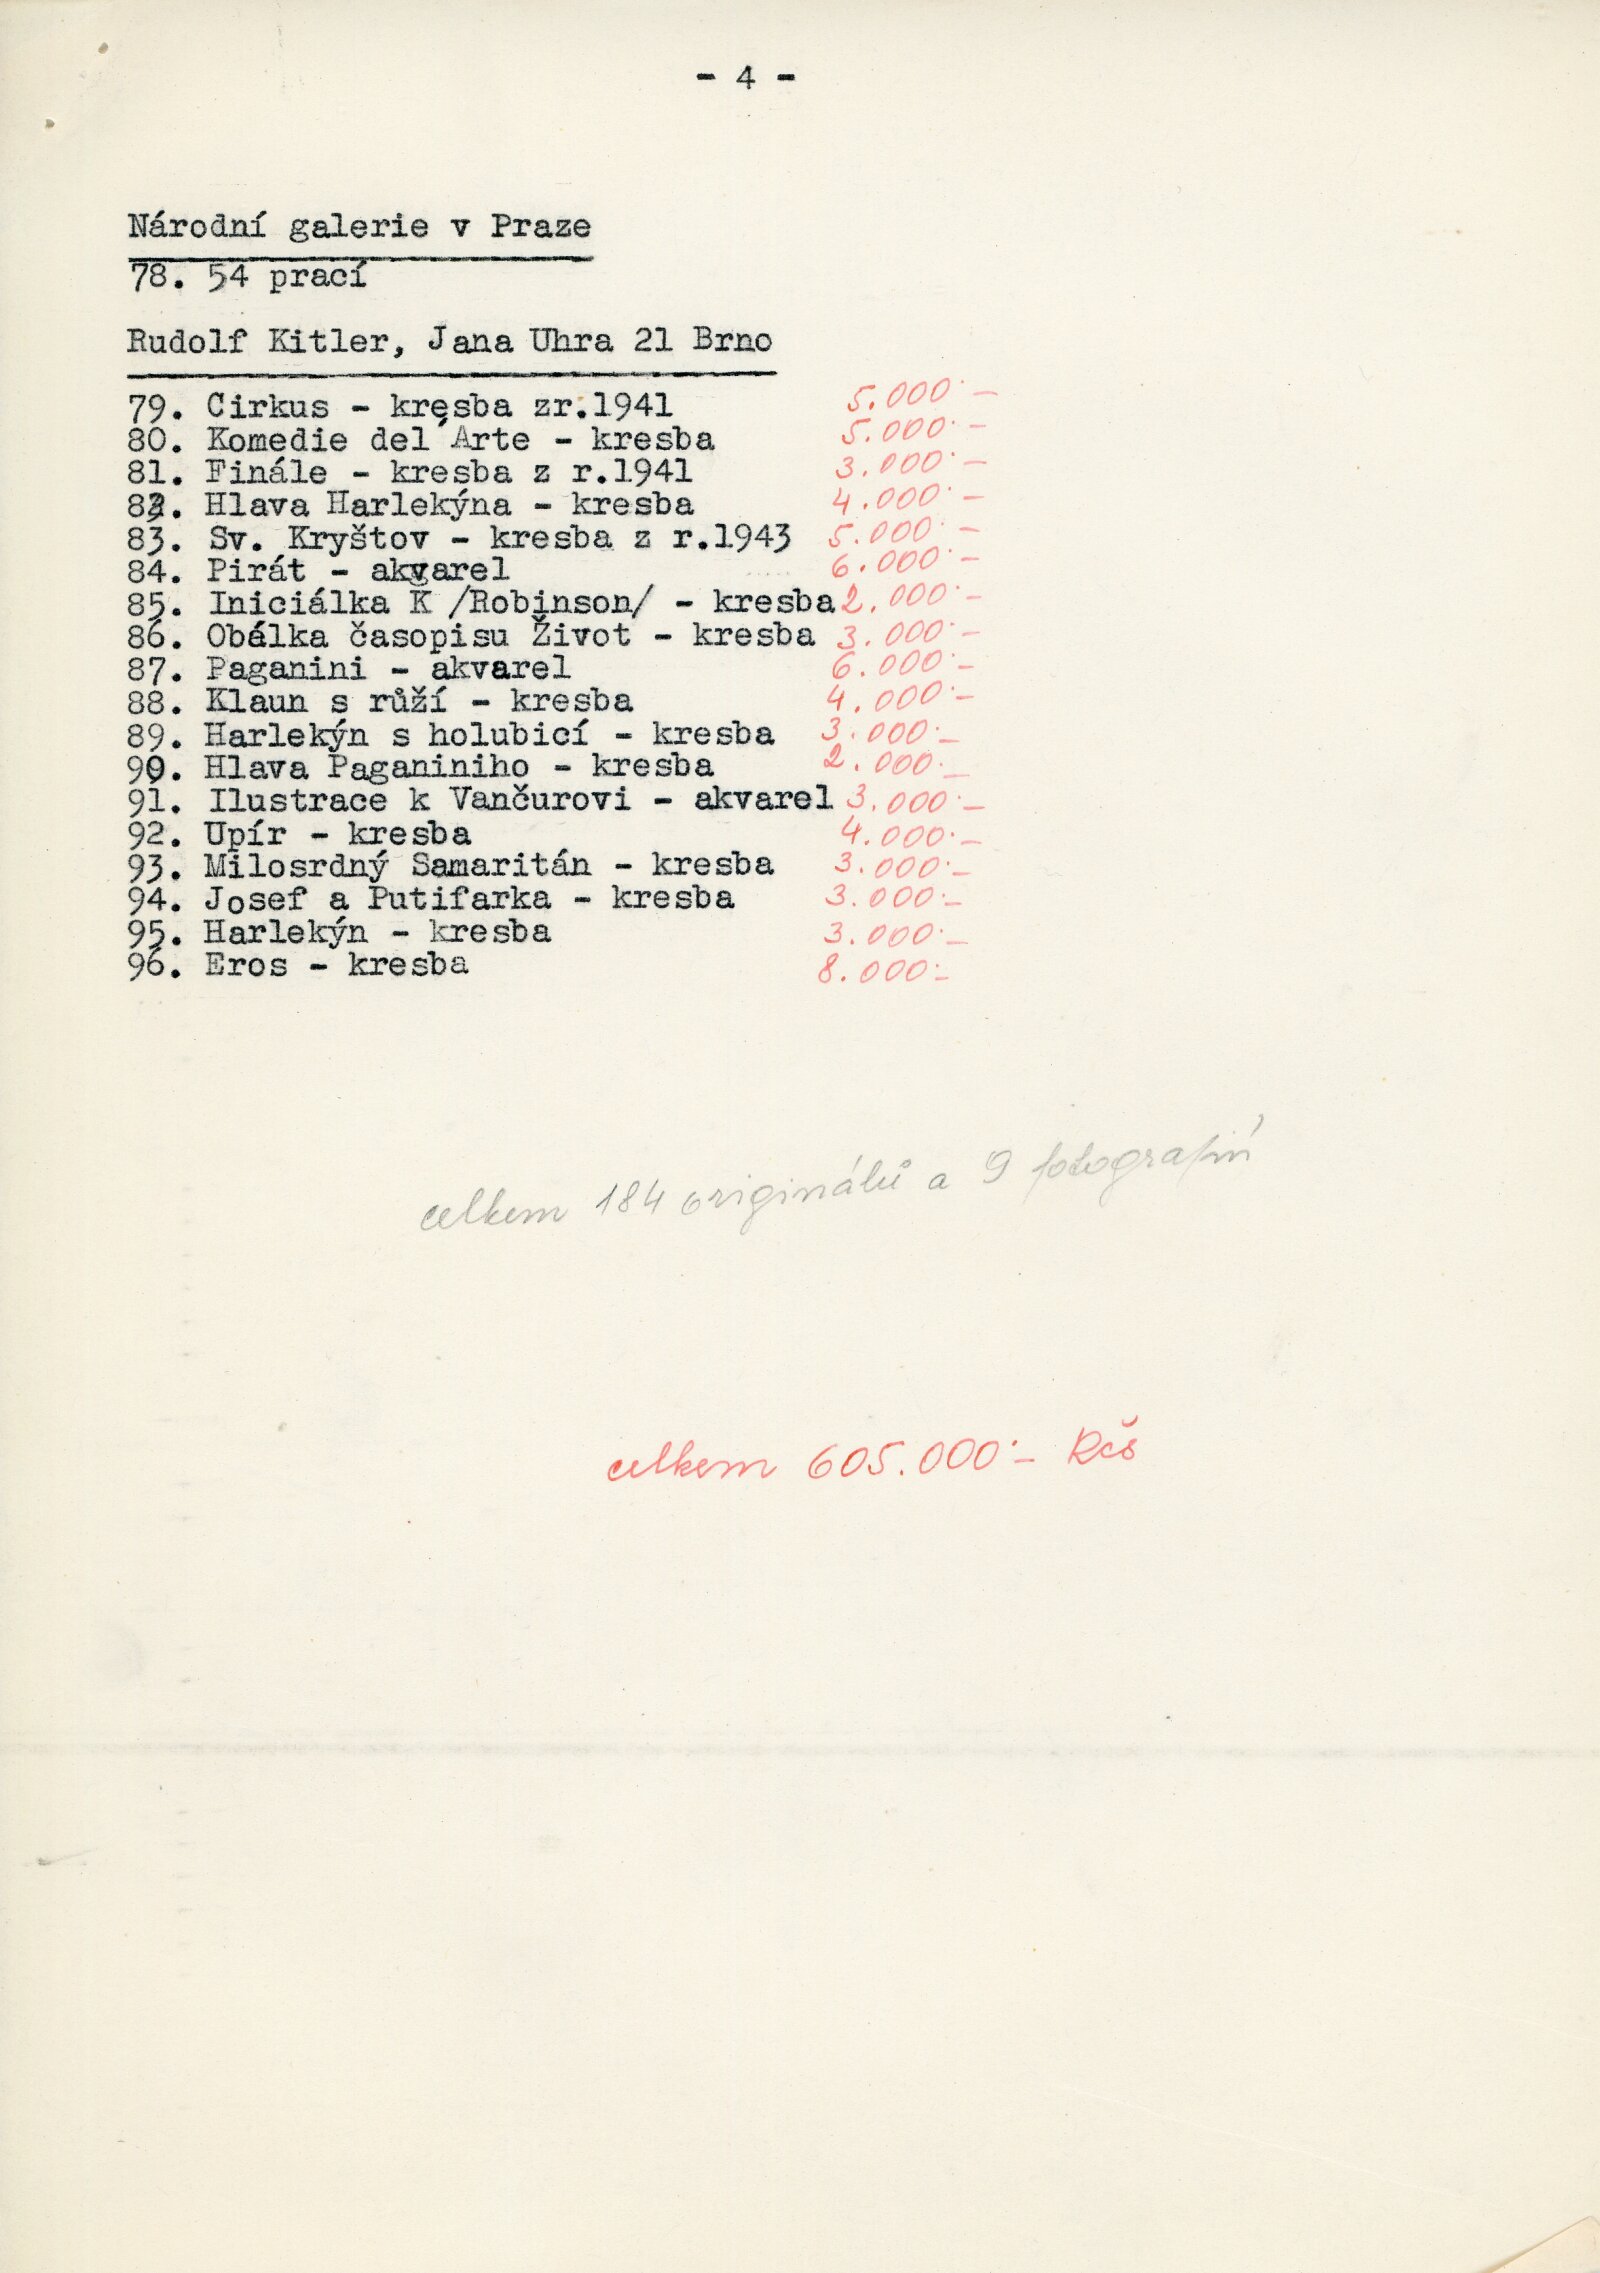 - 4 -
Národní galerie v Praze
78. 54 prací
Rudolf Kitler, Jana Uhra 21 Brno
79. Cirkus - kresba zr.1941 5.000.-
80. Komedie del´Arte - kresba 5.000.-
81. Finále - kresba z r.1941 3.000.-
82. Hlava Harlekýna - kresba 4.000.-
83. Sv. Kryštov - kresba z r.1943 5.000.-
84. Pirát - akvarel 6.000.-
85. Iniciálka K /Robinson/ - kresba 2.000.-
86. Obálka časopisu Život - kresba 3.000.-
87. Paganini - akvarel 6.000.-
88. Klaun s růží - kresba 4.000.-
89. Harlekýn s holubicí - kresba 3.000.-
90. Hlava Paganiniho - kresba 2.000.-
91. Ilustrace k Vančurovi - akvarel 3.000.-
92. Upír - kresba 4.000.-
93. Milosrdný Samaritán - kresba 3.000.-
94. Josef a Putifarka - kresba 3.000.-
95. Harlekýn - kresba 3.000.-
96. Eros - kresba 8.000.-
celkem 184 originálů a 9 fotografií
celkem 605.000.- Kčs